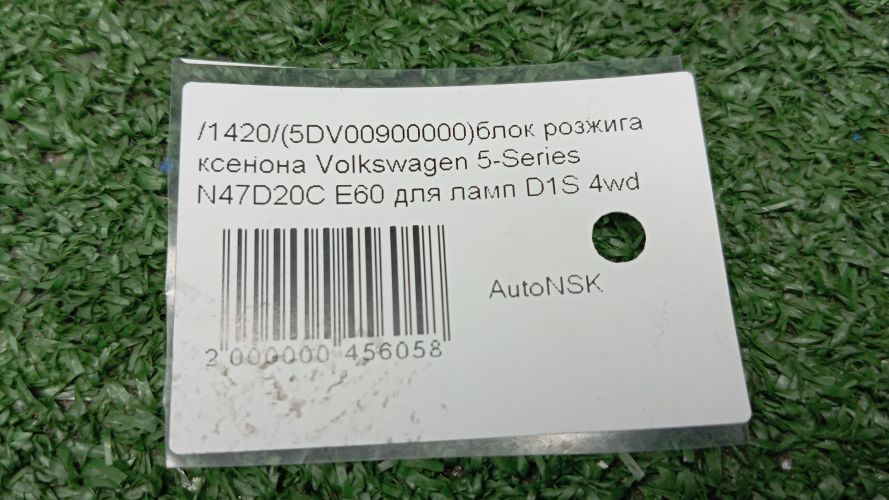 /1420/(5DV00900000)блок розжига
ксенона Volkswagen 5-Series
N47D20C E60 для ламп D1S 4wd
AutoNSK
2 000000 456058